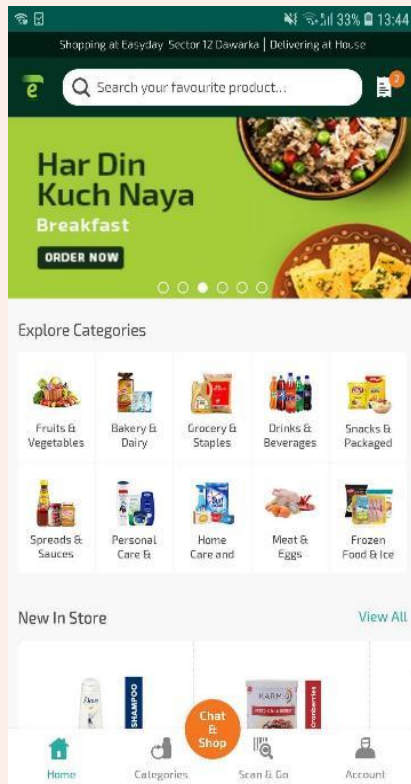 33% 13:44
Shopping at Easyday Sector 12 Dawarka | Delivering at House
e
Search your favourite product...
2
Har Din
Kuch Naya
Breakfast
ORDER NOW
Explore Categories
Fruits &
Vegetables
Bakery &
Dairy
Grocery &
Staples
Drinks &
Beverages
Snacks &
Packaged
Spreads &
Sauces
Personal
Care &
Home
Care and
Meat &
Eggs
Frozen
Food & Ice
New In Store
View All
Dove
SHAMPOO
KARMIQ
Cranberries
Chat
&
Shop
Home
Categories
Scan & Go
Account